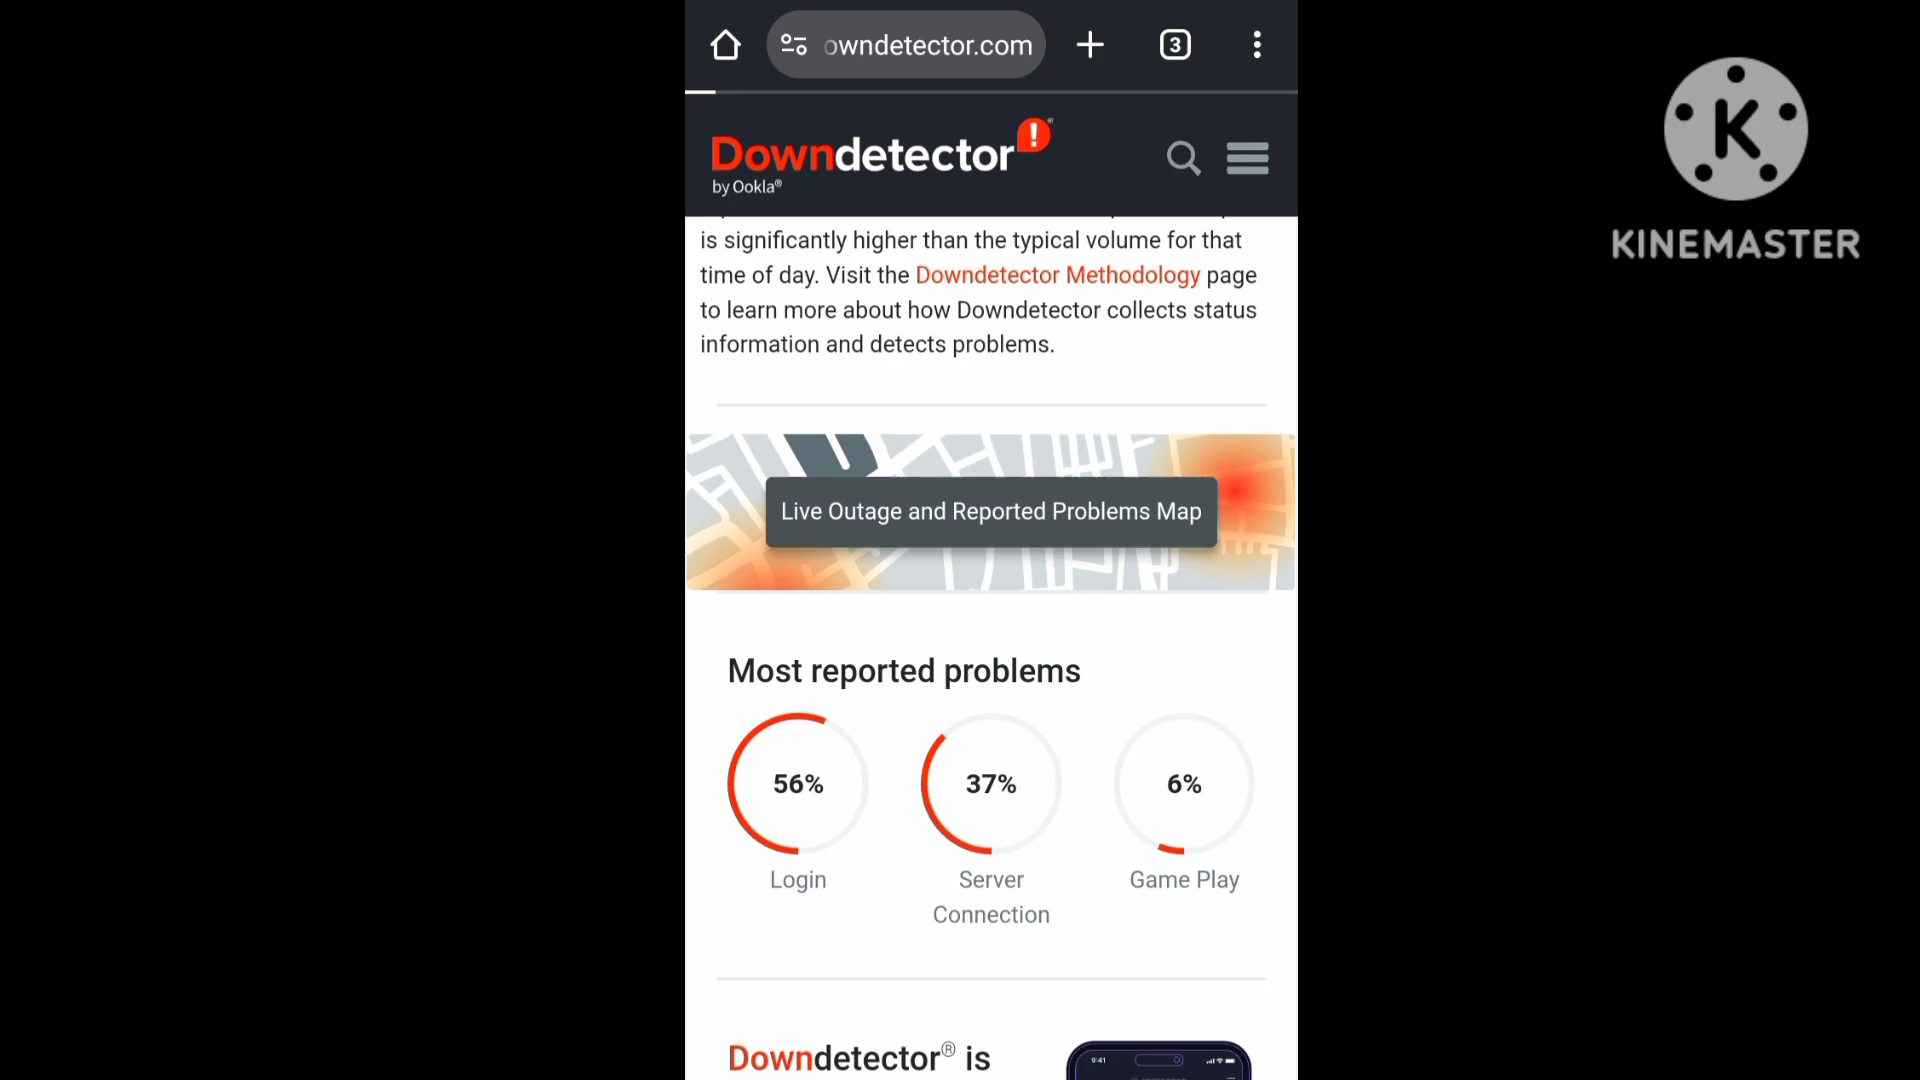 owndetector.com
3
Downdetector!®
by Ookla®
is significantly higher than the typical volume for that
time of day. Visit the Downdetector Methodology page
to learn more about how Downdetector collects status
information and detects problems.
Live Outage and Reported Problems Map
Most reported problems
56%
37%
6%
Login
Server
Connection
Game Play
Downdetector® is
9:41
K
KINEMASTER